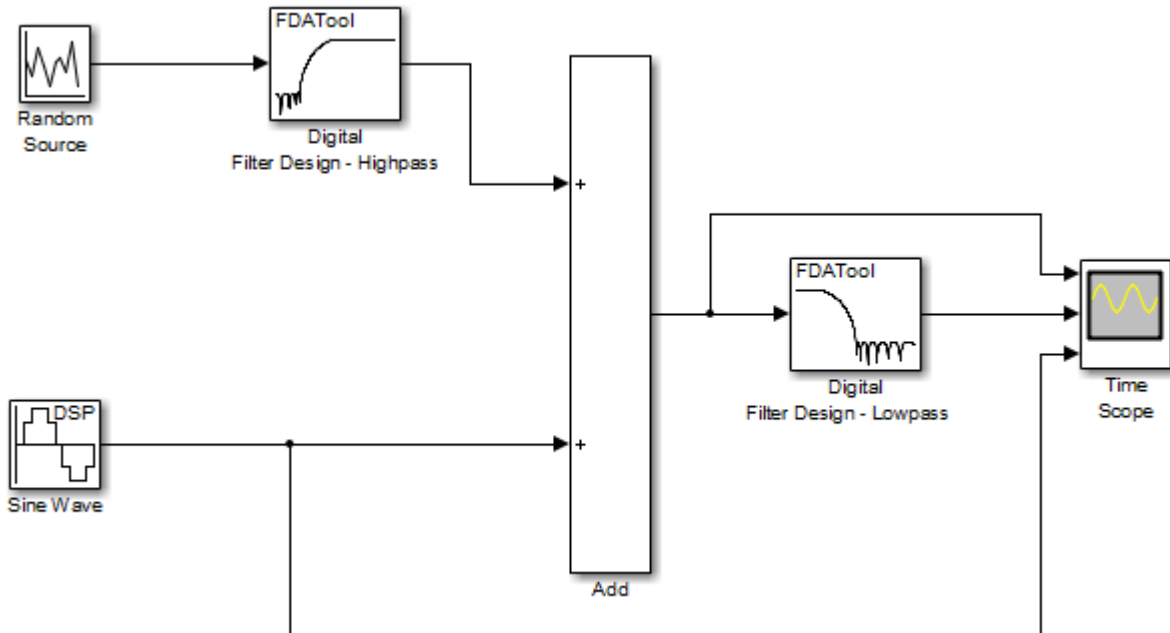 FDATool
Random
Source
Digital
Filter Design - Highpass
+
FDATool
Digital
Filter Design - Lowpass
Time
Scope
DSP
Sine Wave
+
Add